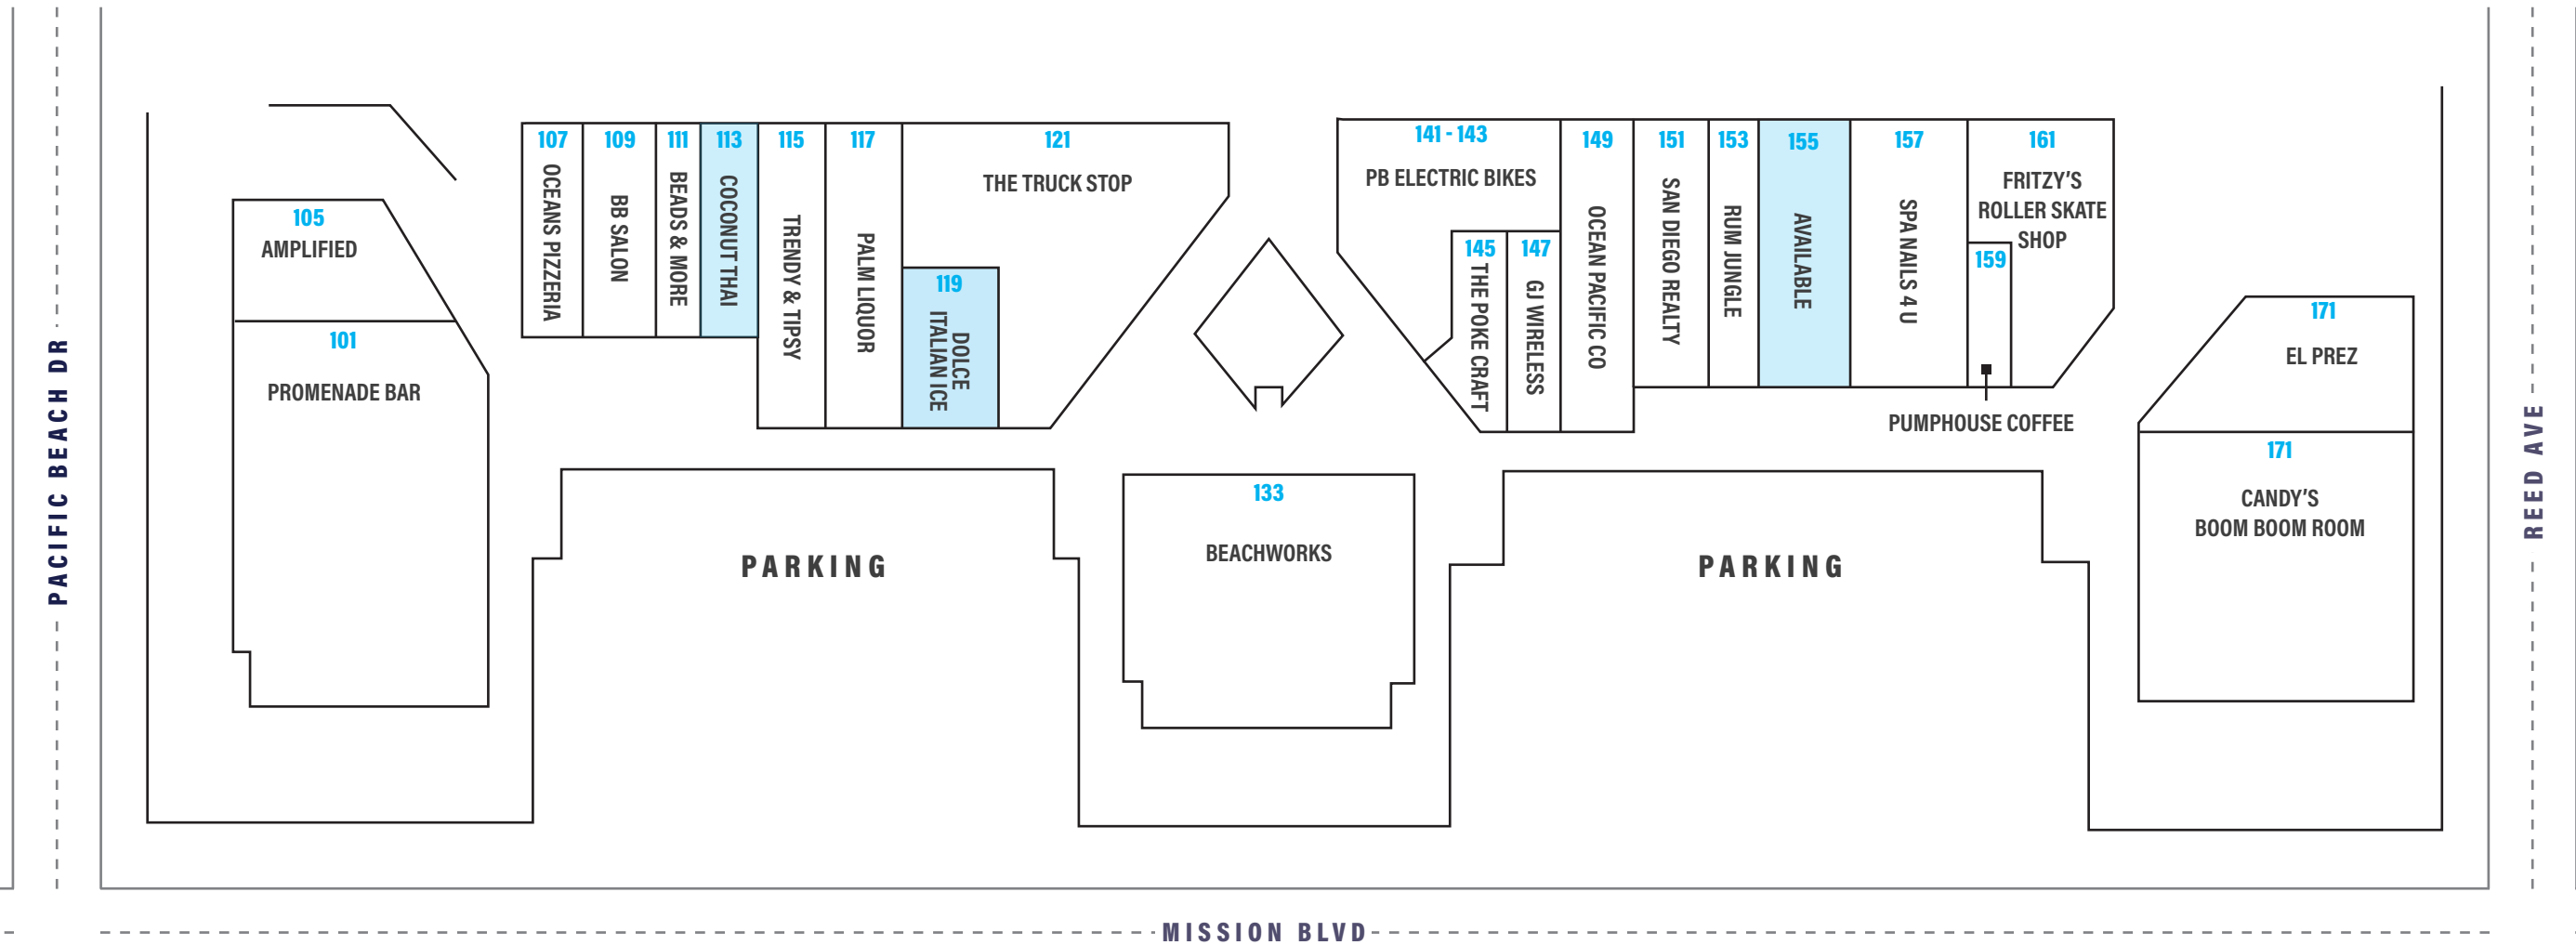 PACIFIC BEACH DR
105
AMPLIFIED
101
PROMENADE BAR
107
OCEANS PIZZERIA
109
BB SALON
111
BEADS & MORE
113
COCONUT THAI
115
TRENDY & TIPSY
117
PALM LIQUOR
121
THE TRUCK STOP
119
DOLCE
ITALIAN ICE
PARKING
133
BEACHWORKS
141 - 143
PB ELECTRIC BIKES
145
THE POKE CRAFT
147
GJ WIRELESS
149
OCEAN PACIFIC CO
151
SAN DIEGO REALTY
153
RUM JUNGLE
155
AVAILABLE
157
SPA NAILS 4 U
161
FRITZY'S
ROLLER SKATE
SHOP
159
PUMPHOUSE COFFEE
PARKING
171
EL PREZ
171
CANDY'S
BOOM BOOM ROOM
REED AVE
MISSION BLVD